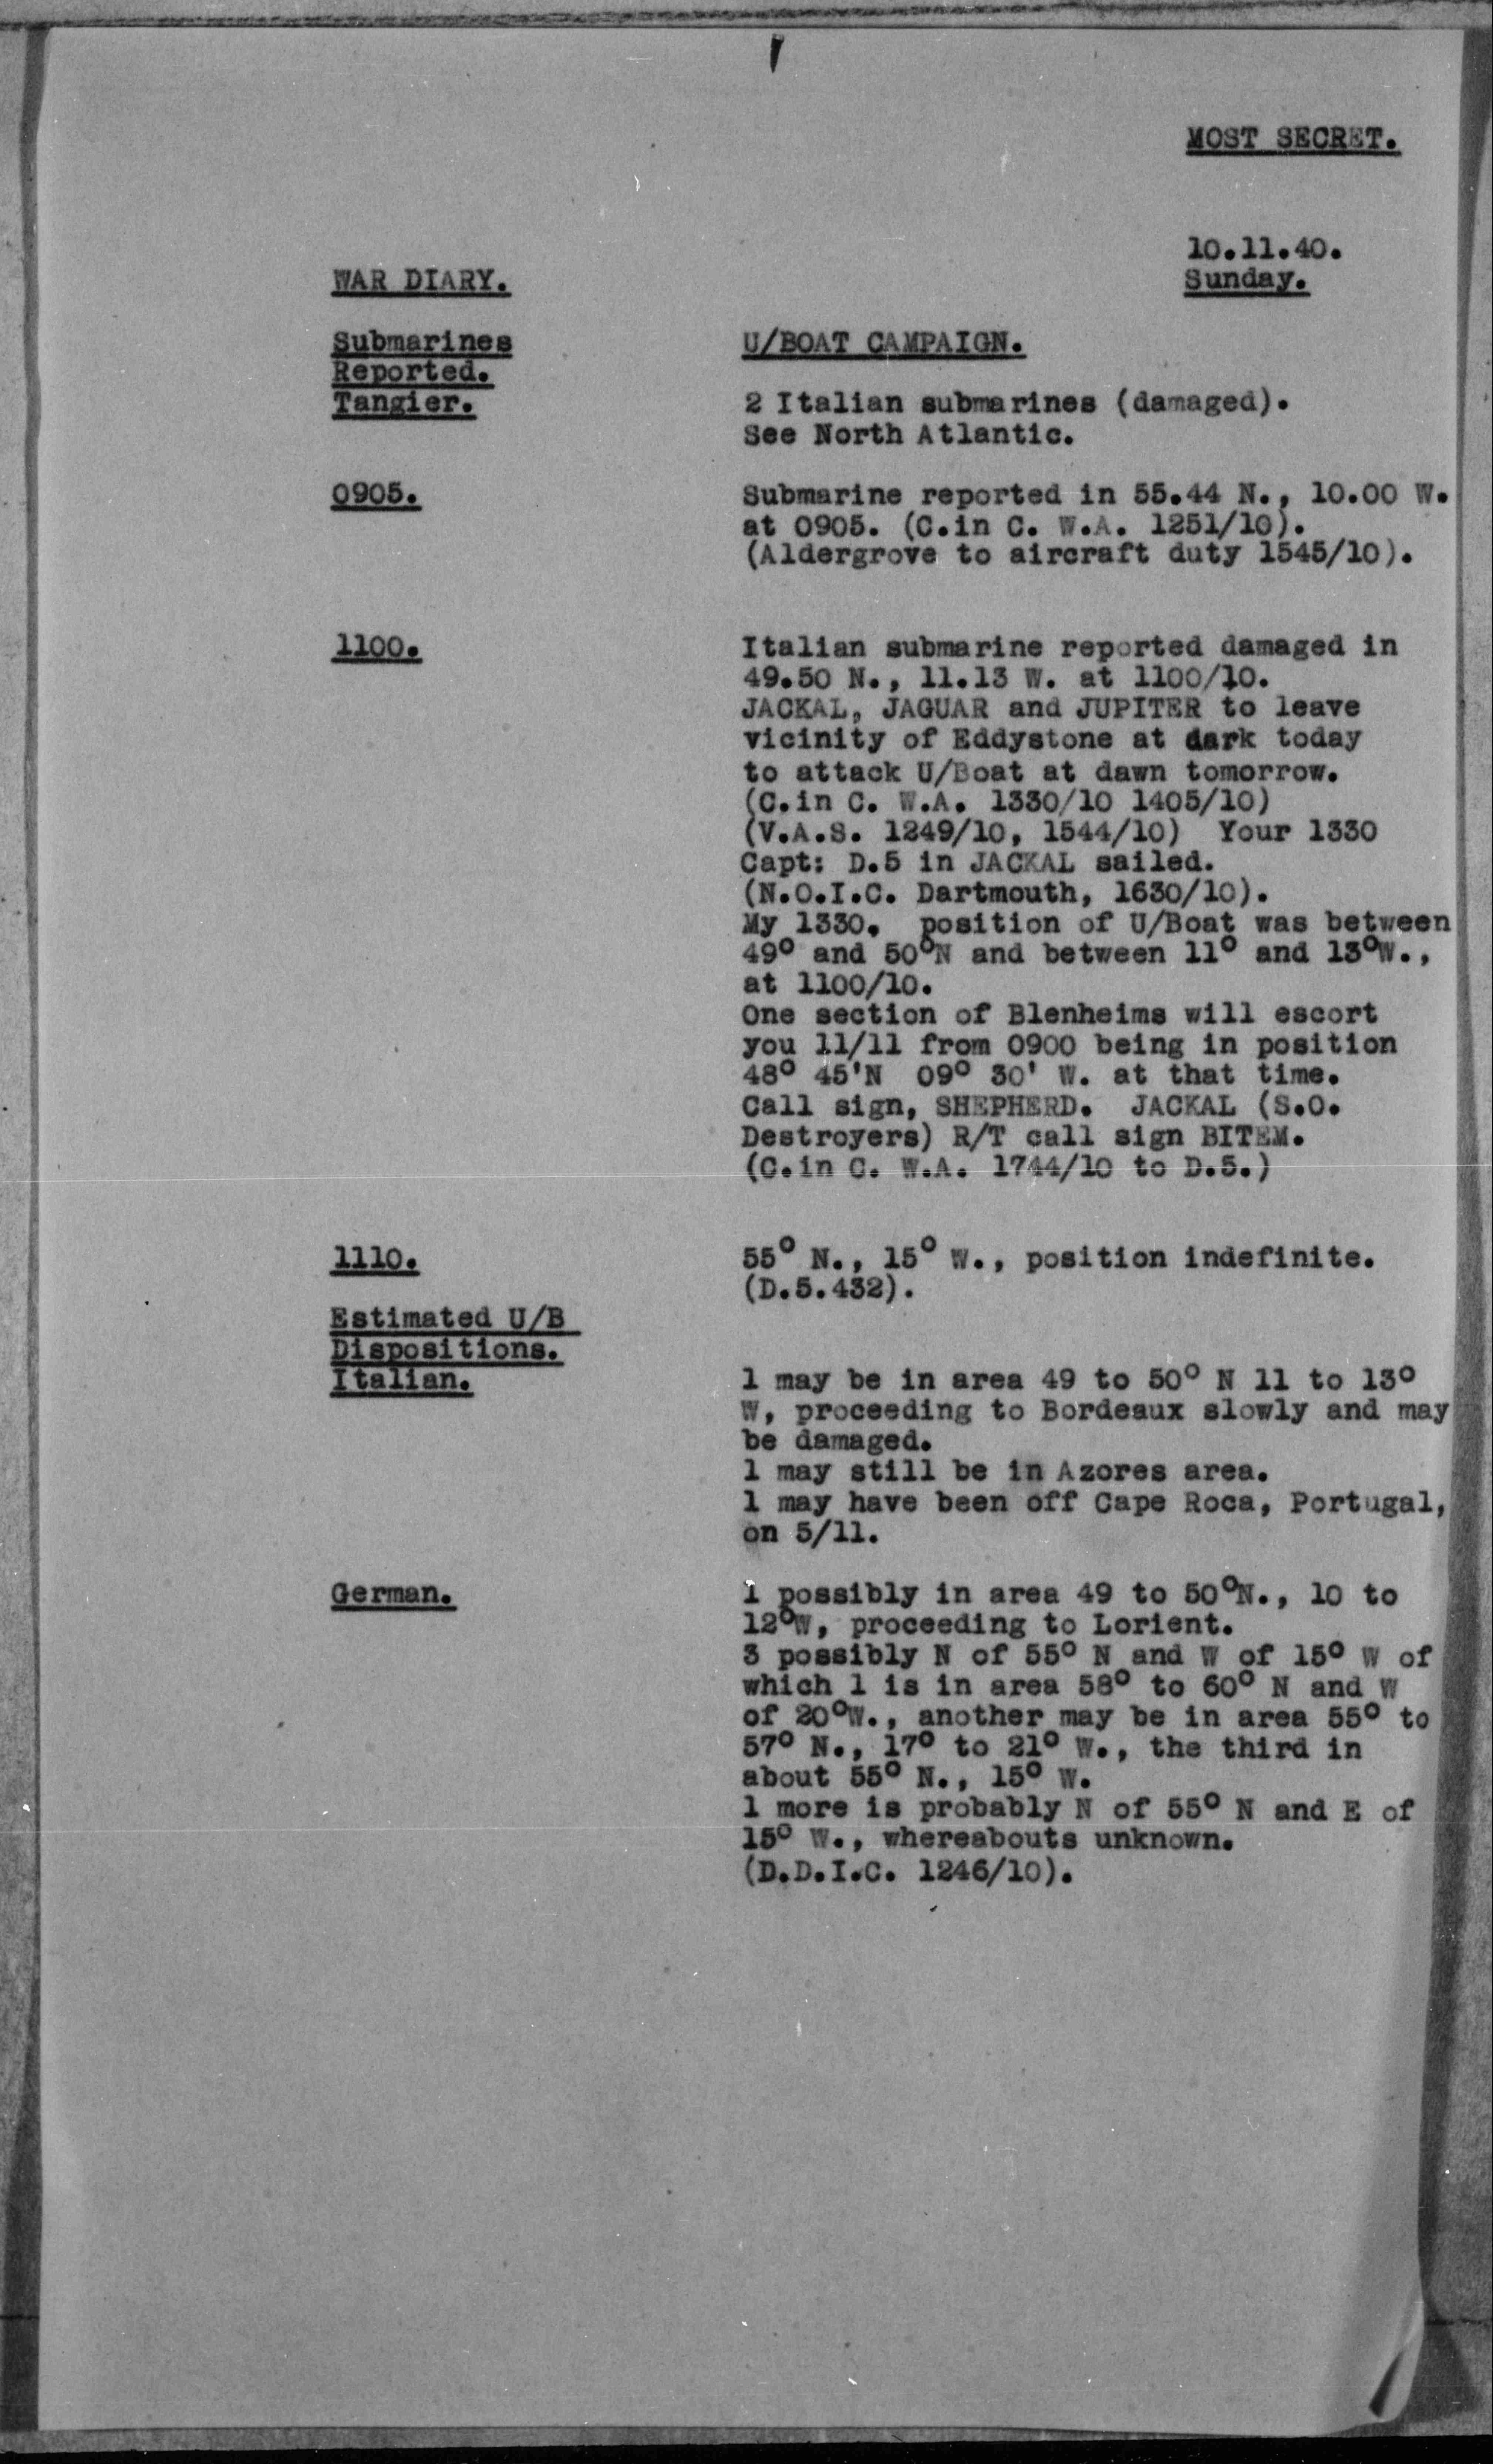 MOST SECRET.
10.11.40.
WAR DIARY.
Sunday.
Submarines
Reported.
Tangier.
U/BOAT CAMPAIGN.
2 Italian submarines (damaged).
See North Atlantic.
0905.
Submarine reported in 55.44 N., 10.00 W.
at 0905. (C.in C. W.A. 1251/10).
(Aldergrove to aircraft duty 1545/10).
1100.
Italian submarine reported damaged in
49.50 N., 11.13 W. at 1100/10.
JACKAL, JAGUAR and JUPITER to leave
vicinity of Eddystone at dark today
to attack U/Boat at dawn tomorrow.
(C.in C. W.A. 1330/10 1405/10)
(V.A.S. 1249/10, 1544/10) Your 1330
Capt: D.5 in JACKAL sailed.
(N.O.I.C. Dartmouth, 1630/10).
My 1330. position of U/Boat was between
49° and 50°N and between 11° and 13°W.,
at 1100/10.
One section of Blenheims will escort
you 11/11 from 0900 being in position
48° 45'N 09° 30' W. at that time.
Call sign, SHEPHERD. JACKAL (S.O.
Destroyers) R/T call sign BITEM.
(C.in C. W.A. 1744/10 to D.5.)
1110.
55° N., 15° W., position indefinite.
(D.5.432).
Estimated U/B
Dispositions.
Italian.
1 may be in area 49 to 50° N 11 to 13°
W, proceeding to Bordeaux slowly and may
be damaged.
1 may still be in Azores area.
1 may have been off Cape Roca, Portugal,
on 5/11.
German.
1 possibly in area 49 to 50°N., 10 to
12°W, proceeding to Lorient.
3 possibly N of 55° N and W of 15° W of
which 1 is in area 58° to 60° N and W
of 20°W., another may be in area 55° to
57° N., 17° to 21° W., the third in
about 55° N., 15° W.
1 more is probably N of 55° N and E of
15° W., whereabouts unknown.
(D.D.I.C. 1246/10).